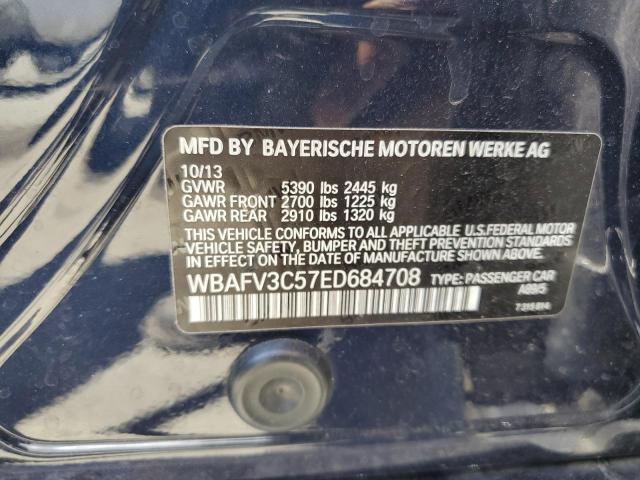 MFD BY BAYERISCHE MOTOREN WERKE AG
10/13
GVWR 5390 lbs 2445 kg
GAWR FRONT 2700 lbs 1225 kg
GAWR REAR 2910 lbs 1320 kg
THIS VEHICLE CONFORMS TO ALL APPLICABLE U.S. FEDERAL MOTOR
VEHICLE SAFETY, BUMPER AND THEFT PREVENTION STANDARDS
IN EFFECT ON THE DATE OF MANUFACTURE SHOWN ABOVE.
WBAFV3C57ED684708 TYPE: PASSENGER CAR
A89/5